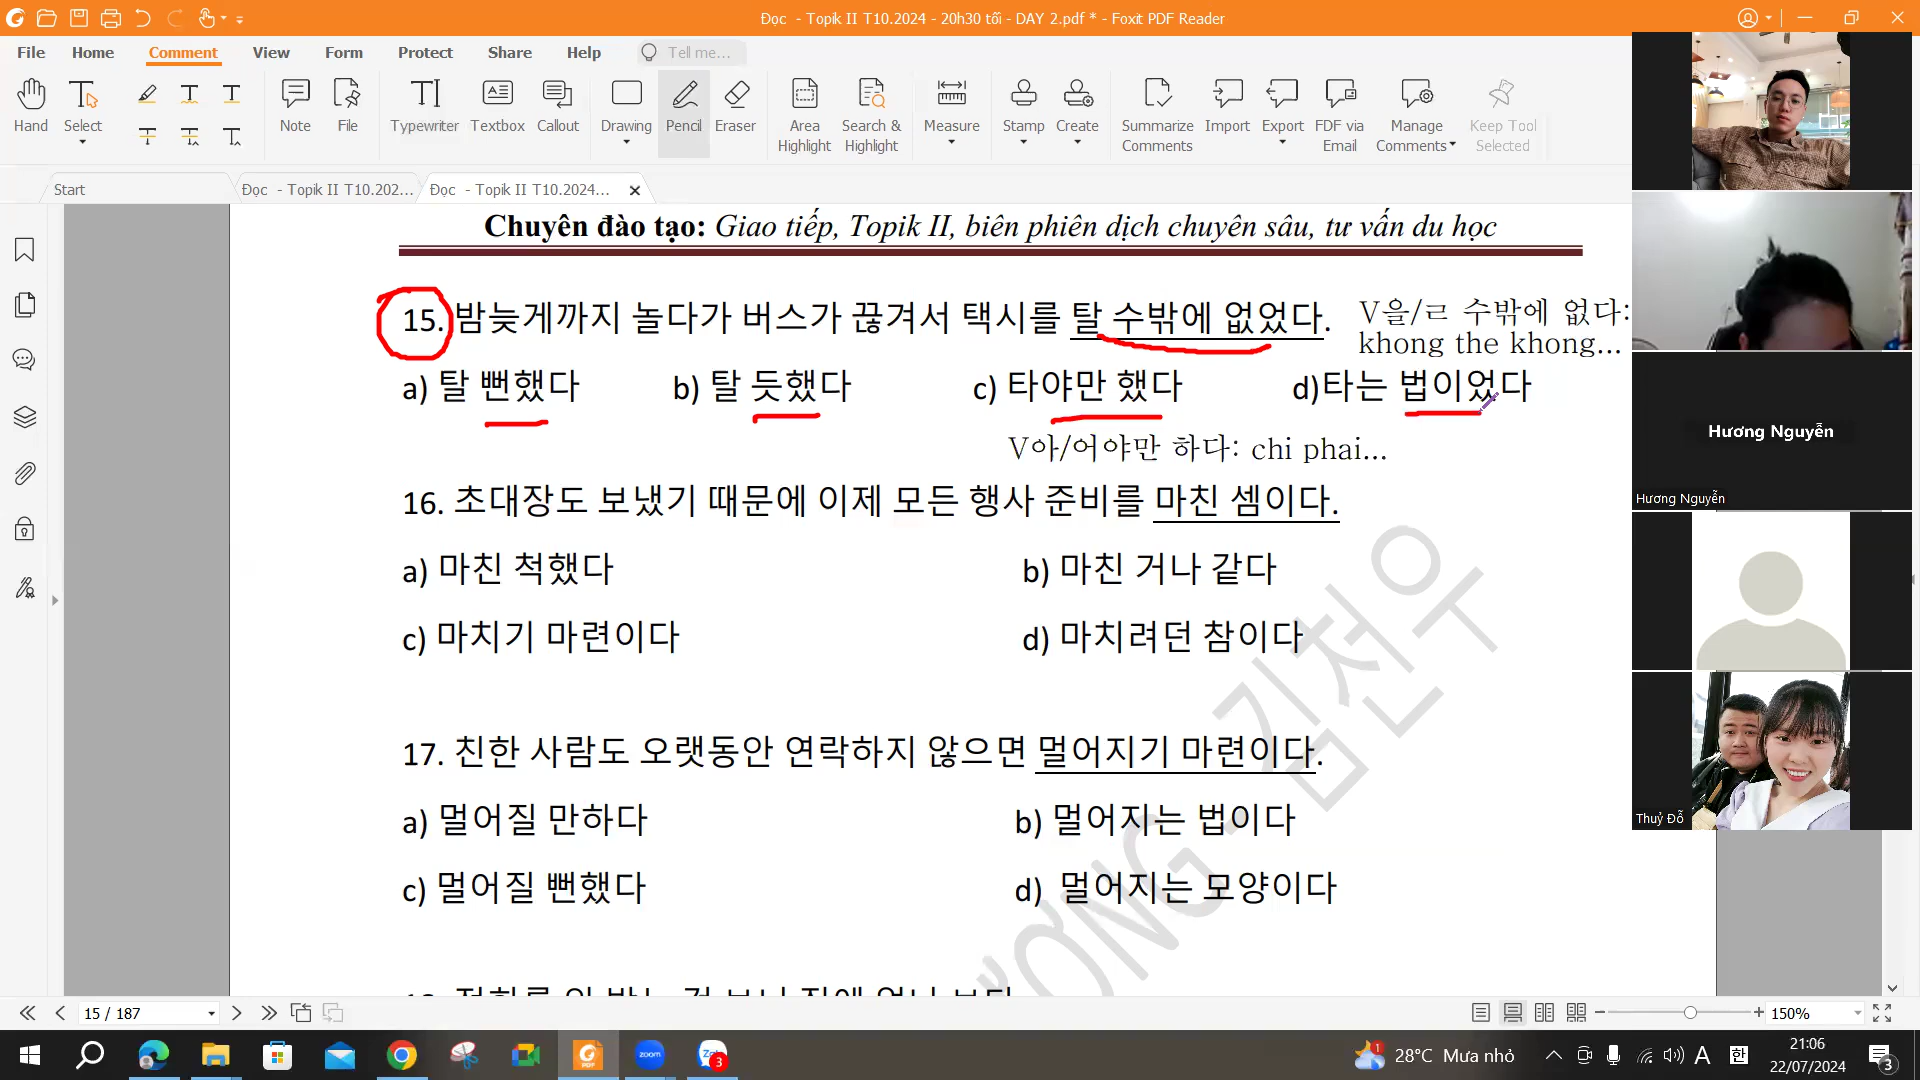 Đọc - Topik II T10.2024 - 20h30 tối - DAY 2.pdf * - Foxit PDF Reader
File Home Comment View Form Protect Share Help Tell me...
Hand Select Note File Typewriter Textbox Callout Drawing Pencil Eraser Area Highlight Search & Highlight Measure Stamp Create Summarize Comments Import Export FDF via Email Manage Comments Keep Tool Selected
Start Đọc - Topik II T10.202... Đọc - Topik II T10.2024...
Chuyên đào tạo: Giao tiếp, Topik II, biên phiên dịch chuyên sâu, tư vấn du học
15. 밤늦게까지 놀다가 버스가 끊겨서 택시를 탈 수밖에 없었다.
V을/ㄹ 수밖에 없다:
khong the khong...
a) 탈 뻔했다 b) 탈 듯했다 c) 타야만 했다 d)타는 법이었다
V아/어야만 하다: chi phai...
16. 초대장도 보냈기 때문에 이제 모든 행사 준비를 마친 셈이다.
a) 마친 척했다 b) 마친 거나 같다
c) 마치기 마련이다 d) 마치려던 참이다
17. 친한 사람도 오랫동안 연락하지 않으면 멀어지기 마련이다.
a) 멀어질 만하다 b) 멀어지는 법이다
c) 멀어질 뻔했다 d) 멀어지는 모양이다
김천우
Hương Nguyễn
Hương Nguyễn
Thuỷ Đỗ
15 / 187
150%
zoom
3
1
28°C Mưa nhỏ
A
한
21:06
22/07/2024
3